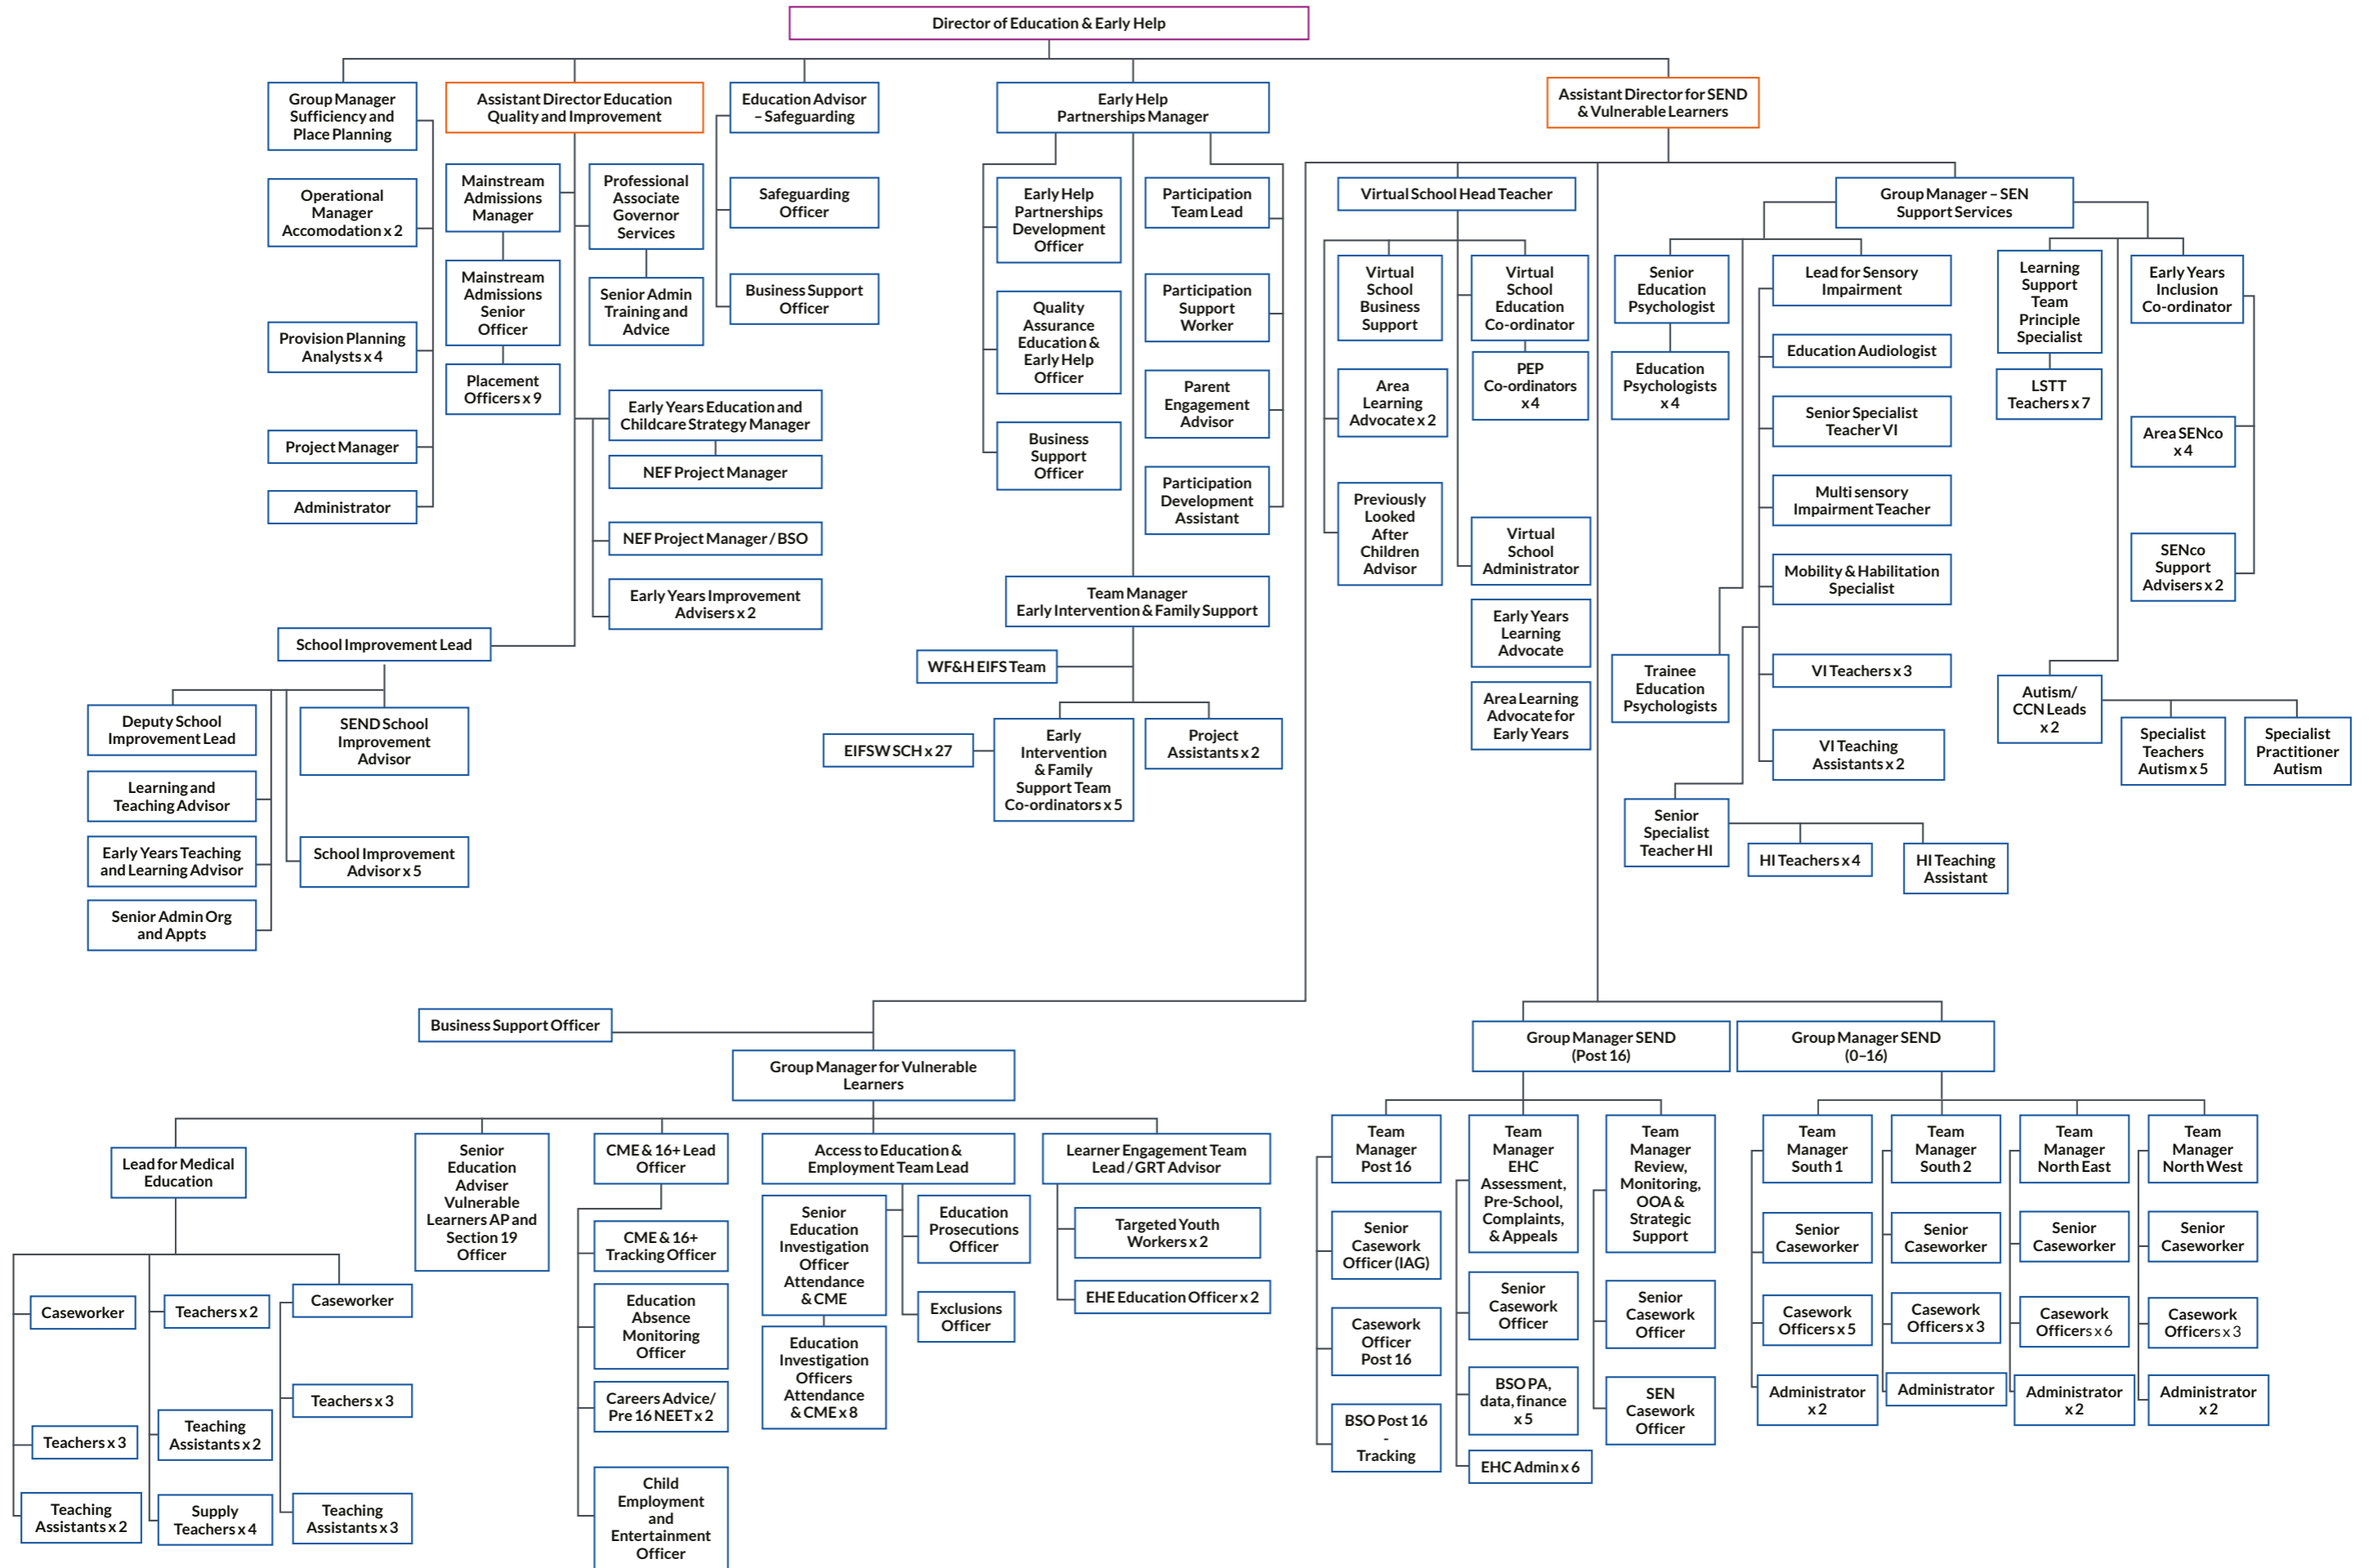 Director of Education & Early Help
Group Manager
Sufficiency and
Place Planning
Operational
Manager
Accomodation x 2
Provision Planning
Analysts x 4
Project Manager
Administrator
Assistant Director Education
Quality and Improvement
Mainstream
Admissions
Manager
Mainstream
Admissions
Senior
Officer
Placement
Officers x 9
Professional
Associate
Governor
Services
Senior Admin
Training and
Advice
Early Years Education and
Childcare Strategy Manager
NEF Project Manager
NEF Project Manager / BSO
Early Years Improvement
Advisers x 2
School Improvement Lead
Deputy School
Improvement Lead
Learning and
Teaching Advisor
Early Years Teaching
and Learning Advisor
Senior Admin Org
and Appts
SEND School
Improvement
Advisor
School Improvement
Advisor x 5
Education Advisor
– Safeguarding
Safeguarding
Officer
Business Support
Officer
Early Help
Partnerships Manager
Early Help
Partnerships
Development
Officer
Quality
Assurance
Education &
Early Help
Officer
Business
Support
Officer
Participation
Team Lead
Participation
Support
Worker
Parent
Engagement
Advisor
Participation
Development
Assistant
Team Manager
Early Intervention & Family Support
WF&H EIFS Team
EIFSW SCH x 27
Early
Intervention
& Family
Support Team
Co-ordinators x 5
Project
Assistants x 2
Assistant Director for SEND
& Vulnerable Learners
Virtual School Head Teacher
Virtual
School
Business
Support
Area
Learning
Advocate x 2
Previously
Looked
After
Children
Advisor
Virtual
School
Education
Co-ordinator
PEP
Co-ordinators
x 4
Virtual
School
Administrator
Early Years
Learning
Advocate
Area Learning
Advocate for
Early Years
Group Manager – SEN
Support Services
Senior
Education
Psychologist
Education
Psychologists
x 4
Trainee
Education
Psychologists
Lead for Sensory
Impairment
Education Audiologist
Senior Specialist
Teacher VI
Multi sensory
Impairment Teacher
Mobility & Habilitation
Specialist
VI Teachers x 3
VI Teaching
Assistants x 2
Senior
Specialist
Teacher HI
HI Teachers x 4
HI Teaching
Assistant
Learning
Support
Team
Principle
Specialist
LSTT
Teachers x 7
Early Years
Inclusion
Co-ordinator
Area SENco
x 4
SENco
Support
Advisers x 2
Autism/
CCN Leads
x 2
Specialist
Teachers
Autism x 5
Specialist
Practitioner
Autism
Business Support Officer
Group Manager for Vulnerable
Learners
Lead for Medical
Education
Caseworker
Teachers x 3
Teaching
Assistants x 2
Teachers x 2
Teaching
Assistants x 2
Supply
Teachers x 4
Caseworker
Teachers x 3
Teaching
Assistants x 3
Senior
Education
Adviser
Vulnerable
Learners AP and
Section 19
Officer
CME & 16+ Lead
Officer
CME & 16+
Tracking Officer
Education
Absence
Monitoring
Officer
Careers Advice/
Pre 16 NEET x 2
Child
Employment
and
Entertainment
Officer
Access to Education &
Employment Team Lead
Senior
Education
Investigation
Officer
Attendance
& CME
Education
Investigation
Officers
Attendance
& CME x 8
Education
Prosecutions
Officer
Exclusions
Officer
Learner Engagement Team
Lead / GRT Advisor
Targeted Youth
Workers x 2
EHE Education Officer x 2
Group Manager SEND
(Post 16)
Team
Manager
Post 16
Senior
Casework
Officer (IAG)
Casework
Officer
Post 16
BSO Post 16
-
Tracking
Team
Manager
EHC
Assessment,
Pre-School,
Complaints,
& Appeals
Senior
Casework
Officer
BSO PA,
data, finance
x 5
EHC Admin x 6
Team
Manager
Review,
Monitoring,
OOA &
Strategic
Support
Senior
Casework
Officer
SEN
Casework
Officer
Group Manager SEND
(0–16)
Team
Manager
South 1
Senior
Caseworker
Casework
Officers x 5
Administrator
x 2
Team
Manager
South 2
Senior
Caseworker
Casework
Officers x 3
Administrator
Team
Manager
North East
Senior
Caseworker
Casework
Officers x 6
Administrator
x 2
Team
Manager
North West
Senior
Caseworker
Casework
Officers x 3
Administrator
x 2